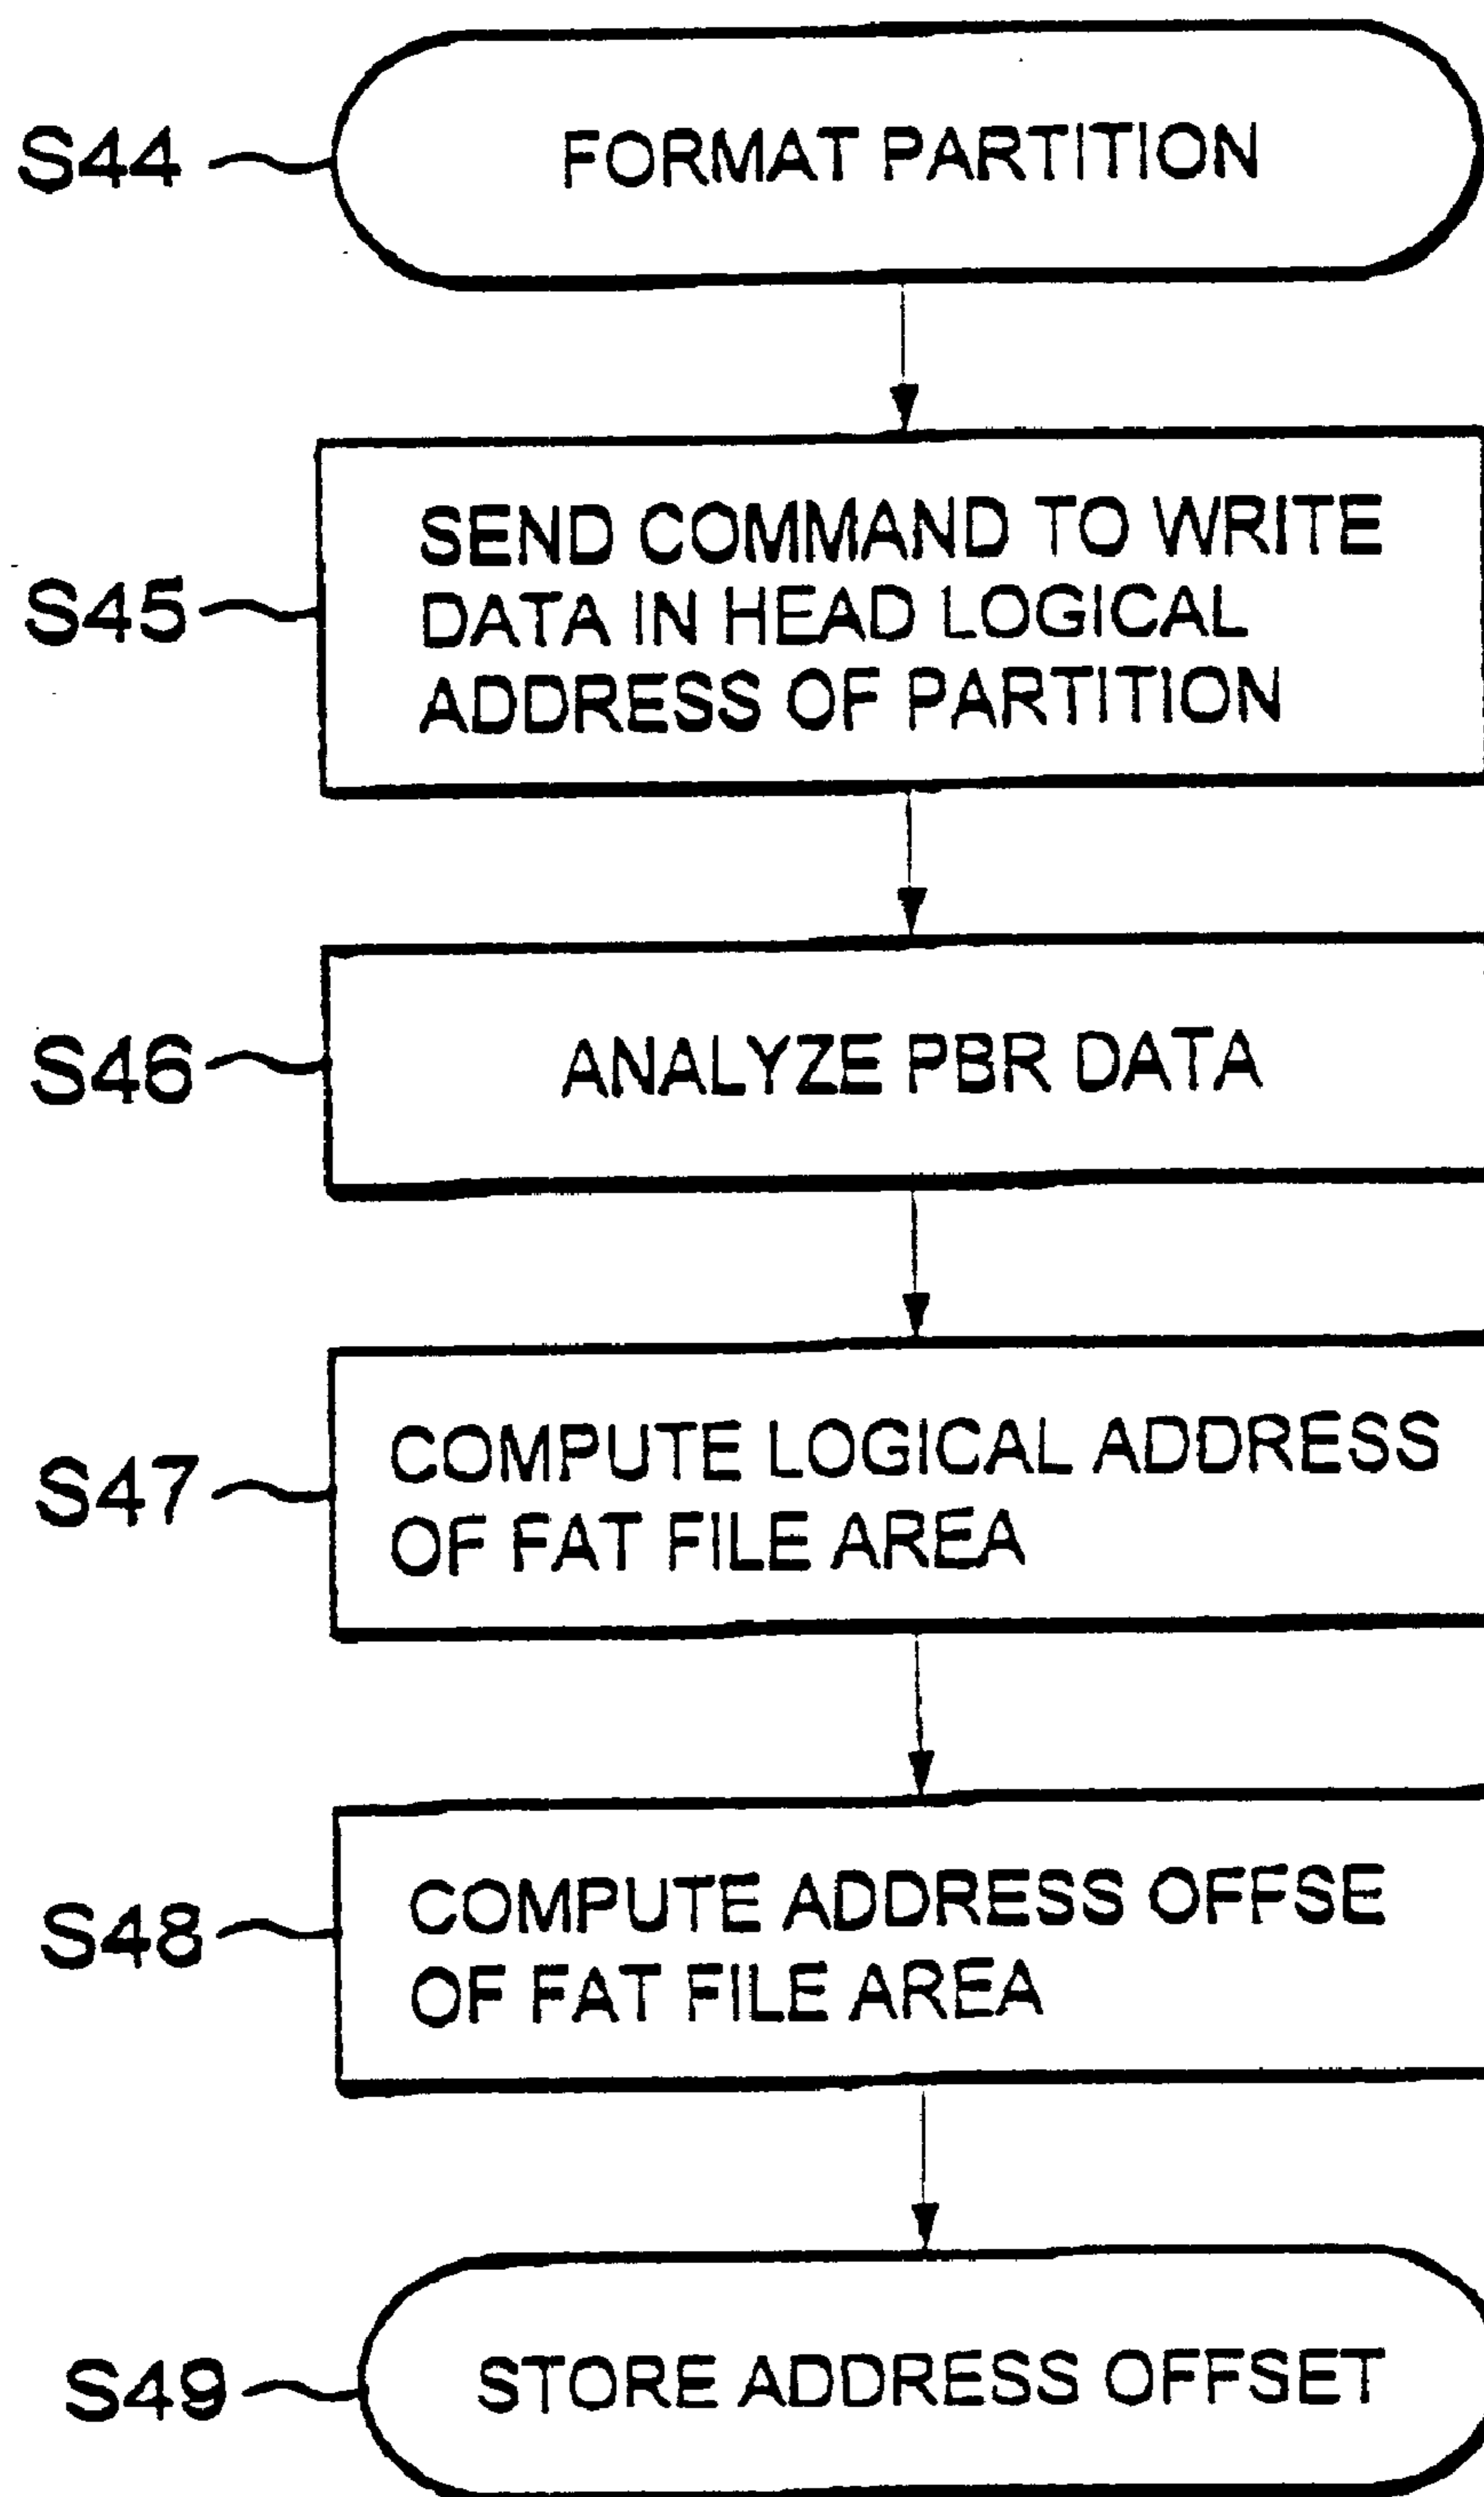 S44
FORMAT PARTITION
S45
SEND COMMAND TO WRITE
DATA IN HEAD LOGICAL
ADDRESS OF PARTITION
S46
ANALYZE PBR DATA
S47
COMPUTE LOGICAL ADDRESS
OF FAT FILE AREA
S48
COMPUTE ADDRESS OFFSE
OF FAT FILE AREA
S49
STORE ADDRESS OFFSET